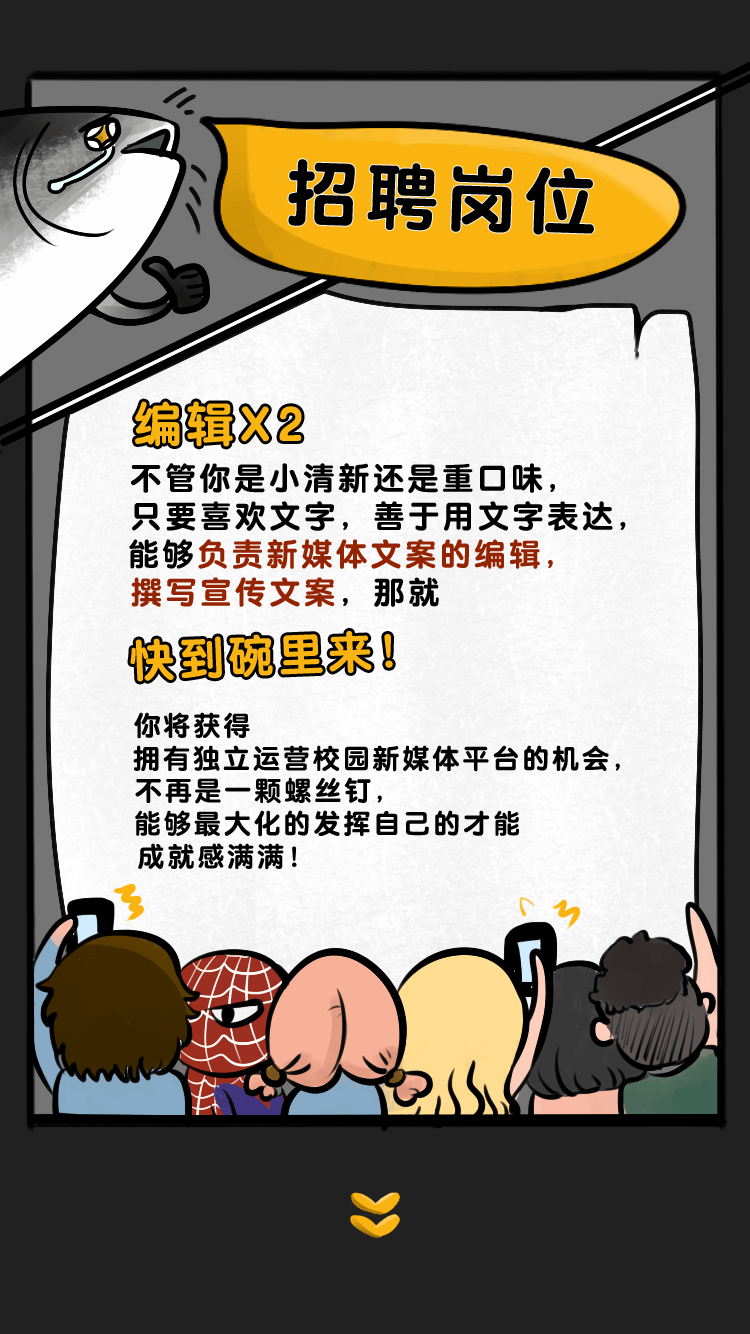 招聘岗位
编辑X2
不管你是小清新还是重口味，
只要喜欢文字，善于用文字表达，
能够负责新媒体文案的编辑，
撰写宣传文案，那就
快到碗里来！
你将获得
拥有独立运营校园新媒体平台的机会，
不再是一颗螺丝钉，
能够最大化的发挥自己的才能
成就感满满！